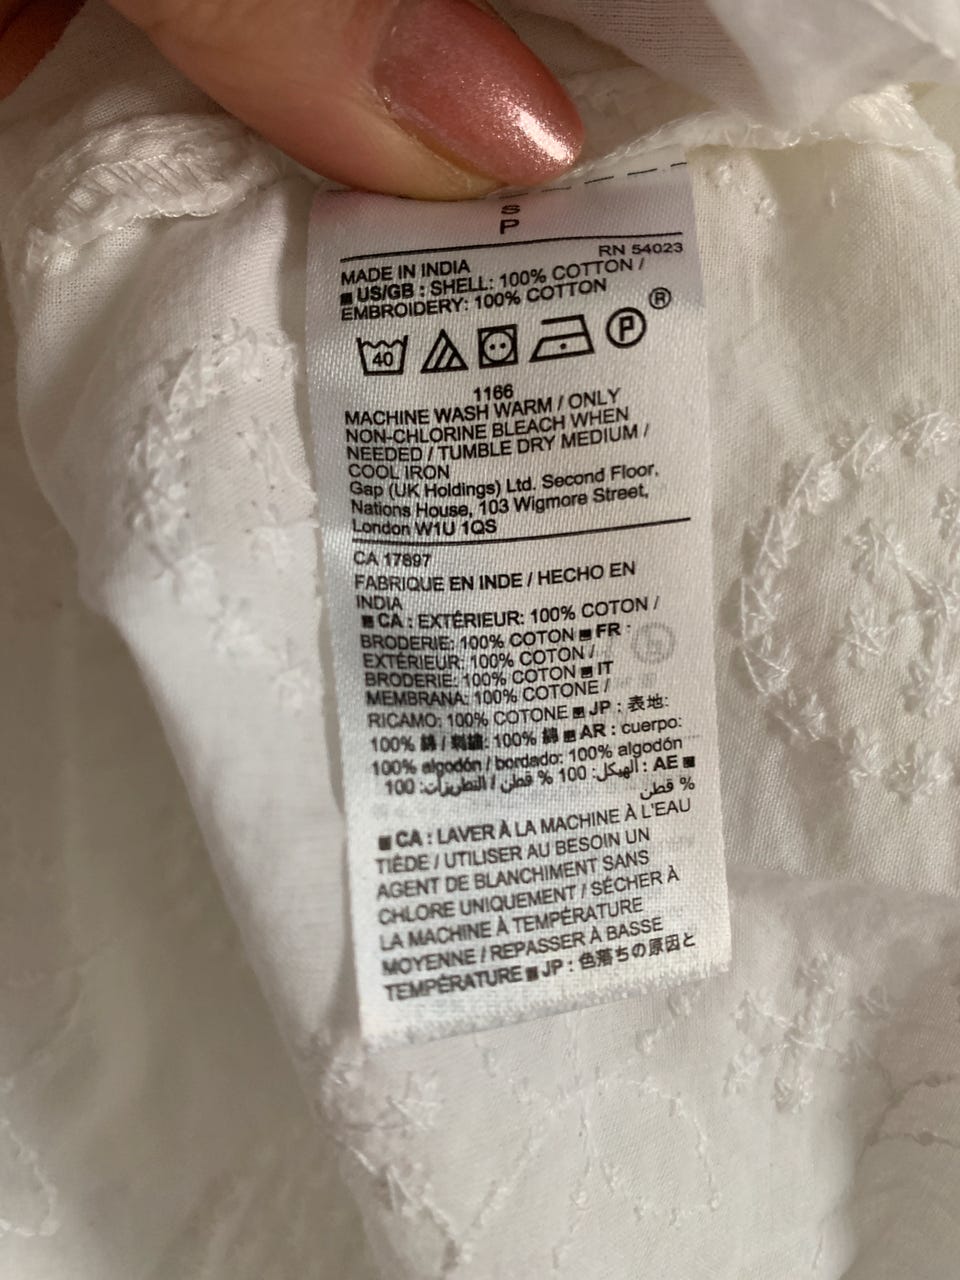 S
P
RN 54023
MADE IN INDIA
■ US/GB : SHELL: 100% COTTON /
EMBROIDERY: 100% COTTON
40 P ®
1166
MACHINE WASH WARM / ONLY
NON-CHLORINE BLEACH WHEN
NEEDED / TUMBLE DRY MEDIUM /
COOL IRON
Gap (UK Holdings) Ltd. Second Floor,
Nations House, 103 Wigmore Street,
London W1U 1QS
CA 17897
FABRIQUE EN INDE / HECHO EN
INDIA
■ CA : EXTÉRIEUR: 100% COTON /
BRODERIE: 100% COTON ■ FR :
EXTÉRIEUR: 100% COTON /
BRODERIE: 100% COTON ■ IT
MEMBRANA: 100% COTONE /
RICAMO: 100% COTONE ■ JP : 表地:
100% 綿 / 刺繍: 100% 綿 ■ AR : cuerpo:
100% algodón / bordado: 100% algodón
■ AE : الهيكل: 100 % قطن / التطريزات: 100
% قطن
■ CA : LAVER À LA MACHINE À L'EAU
TIÈDE / UTILISER AU BESOIN UN
AGENT DE BLANCHIMENT SANS
CHLORE UNIQUEMENT / SÉCHER À
LA MACHINE À TEMPÉRATURE
MOYENNE / REPASSER À BASSE
TEMPÉRATURE ■ JP : 色落ちの原因と